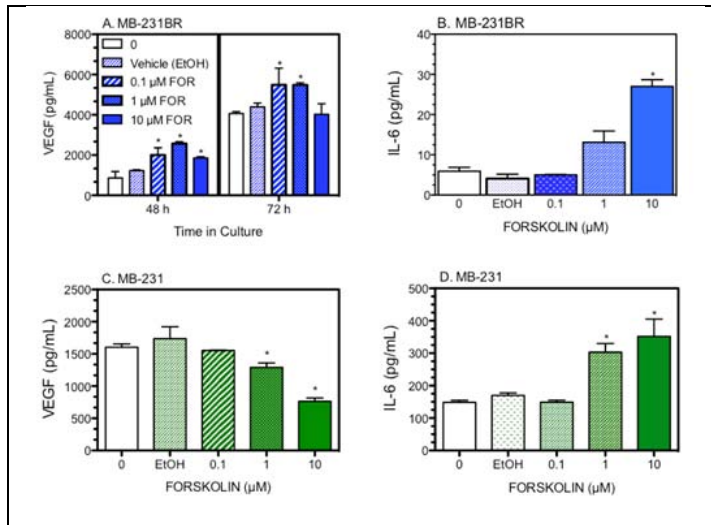 A. MB-231BR
8000
6000
4000
2000
0
VEGF (pg/mL)
0
Vehicle (EtOH)
0.1 µM FOR
1 µM FOR
10 µM FOR
* * * * *
48 h 72 h
Time in Culture
B. MB-231BR
40
30
20
10
0
IL-6 (pg/mL)
*
0 EtOH 0.1 1 10
FORSKOLIN (µM)
C. MB-231
2500
2000
1500
1000
500
0
VEGF (pg/mL)
* *
0 EtOH 0.1 1 10
FORSKOLIN (µM)
D. MB-231
500
400
300
200
100
0
IL-6 (pg/mL)
* *
0 EtOH 0.1 1 10
FORSKOLIN (µM)